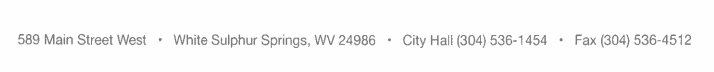 589 Main Street West • White Sulphur Springs, WV 24986 • City Hall (304) 536-1454 • Fax (304) 536-4512